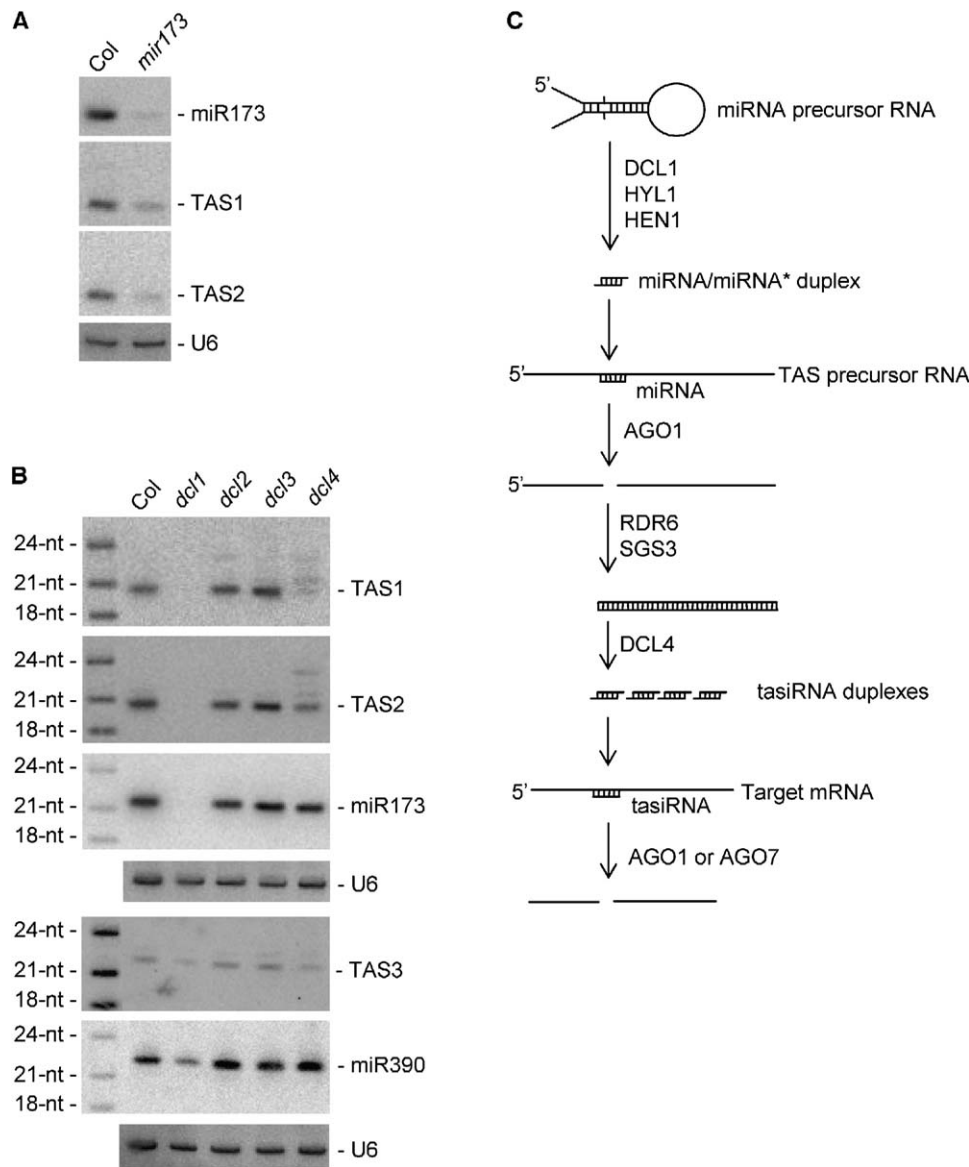 A
Col
mir173
- miR173
- TAS1
- TAS2
- U6
B
Col
dcl1
dcl2
dcl3
dcl4
24-nt -
21-nt -
18-nt -
- TAS1
24-nt -
21-nt -
18-nt -
- TAS2
24-nt -
21-nt -
18-nt -
- miR173
- U6
24-nt -
21-nt -
18-nt -
- TAS3
24-nt -
21-nt -
18-nt -
- miR390
- U6
C
5'
miRNA precursor RNA
DCL1
HYL1
HEN1
miRNA/miRNA* duplex
5'
TAS precursor RNA
miRNA
AGO1
5'
RDR6
SGS3
DCL4
tasiRNA duplexes
5'
Target mRNA
tasiRNA
AGO1 or AGO7